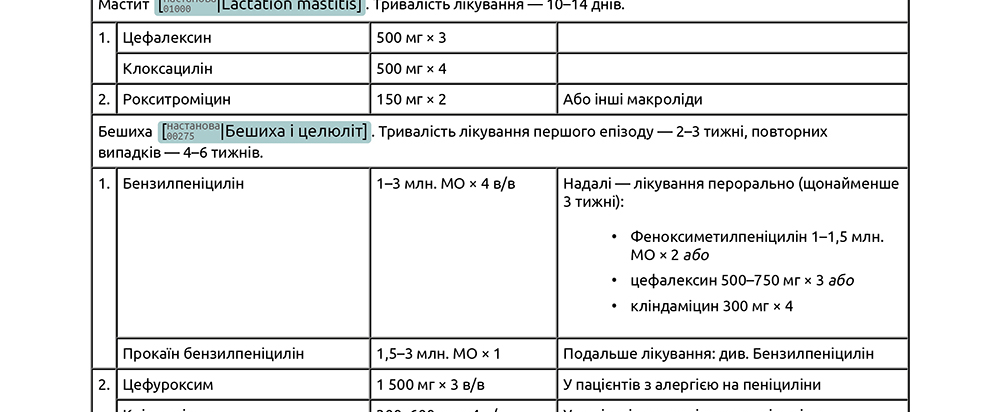 Мастит [настанова 01000|Lactation mastitis]. Тривалість лікування — 10–14 днів.
1. Цефалексин 500 мг × 3
Клоксацилін 500 мг × 4
2. Рокситроміцин 150 мг × 2 Або інші макроліди
Бешиха [настанова 00275|Бешиха і целюліт]. Тривалість лікування першого епізоду — 2–3 тижні, повторних
випадків — 4–6 тижнів.
1. Бензилпеніцилін 1–3 млн. МО × 4 в/в Надалі — лікування перорально (щонайменше
3 тижні):
• Феноксиметилпеніцилін 1–1,5 млн.
МО × 2 або
• цефалексин 500–750 мг × 3 або
• кліндаміцин 300 мг × 4
Прокаїн бензилпеніцилін 1,5–3 млн. МО × 1 Подальше лікування: див. Бензилпеніцилін
2. Цефуроксим 1 500 мг × 3 в/в У пацієнтів з алергією на пеніциліни